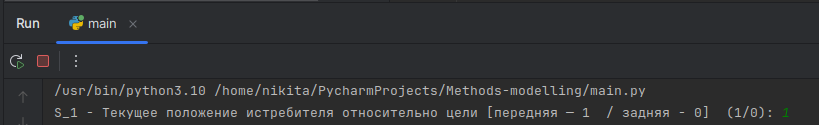 Run main
/usr/bin/python3.10 /home/nikita/PycharmProjects/Methods-modelling/main.py
S_1 - Текущее положение истребителя относительно цели [передняя — 1  / задняя - 0]  (1/0): 1